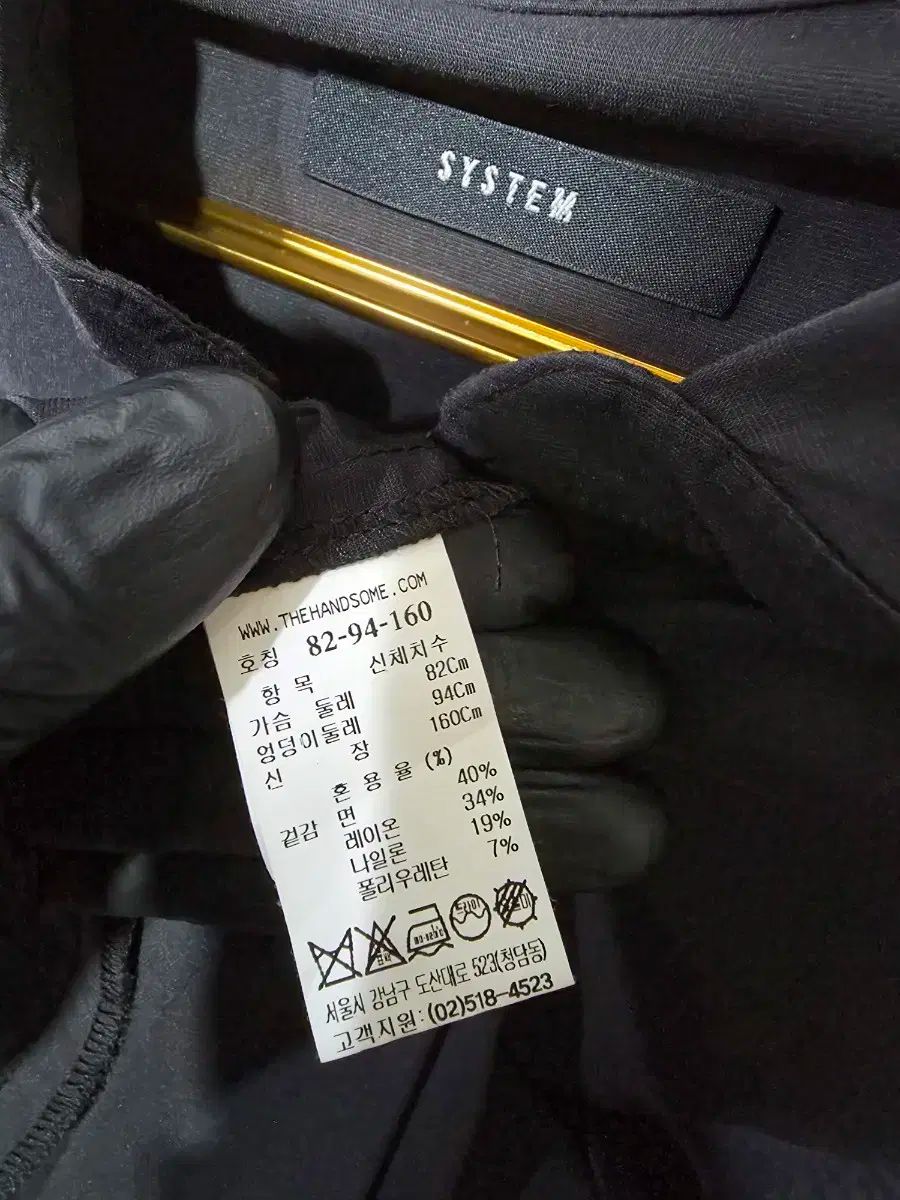 SYSTEM
WWW.THEHANDSOME.COM
호칭 82-94-160
항 목 신체치수
가슴 둘레 82Cm
엉덩이둘레 94Cm
신 장 160Cm
혼 용 율 (%)
겉감 면 40%
레이온 34%
나일론 19%
폴리우레탄 7%
드라이
서울시 강남구 도산대로 523(청담동)
고객지원:(02)518-4523